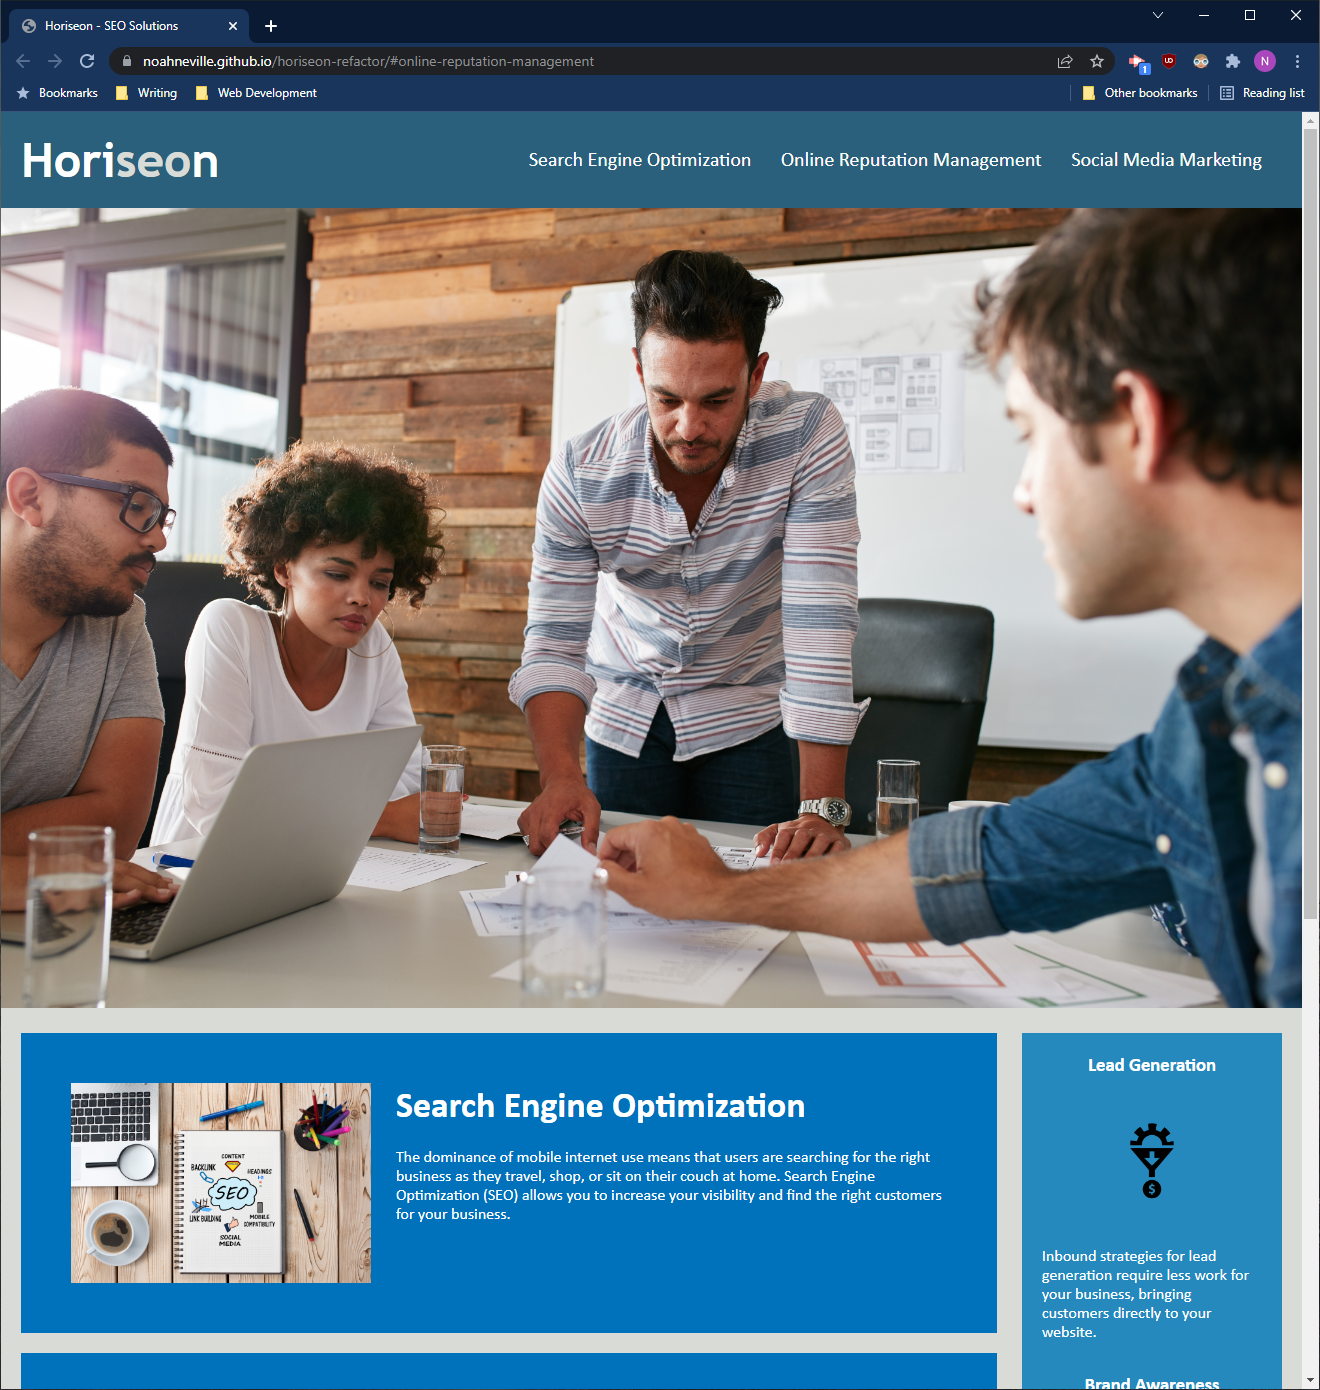 Horiseon - SEO Solutions
noahneville.github.io/horiseon-refactor/#online-reputation-management
1
UD
N
Bookmarks
Writing
Web Development
Other bookmarks
Reading list
Horiseon
Search Engine Optimization
Online Reputation Management
Social Media Marketing
Search Engine Optimization
The dominance of mobile internet use means that users are searching for the right
business as they travel, shop, or sit on their couch at home. Search Engine
Optimization (SEO) allows you to increase your visibility and find the right customers
for your business.
CONTENT
BACKLINK
HEADINGS
SEO
LINK BUILDING
MOBILE
COMPATIBILITY
SOCIAL
MEDIA
Lead Generation
$
Inbound strategies for lead
generation require less work for
your business, bringing
customers directly to your
website.
Brand Awareness